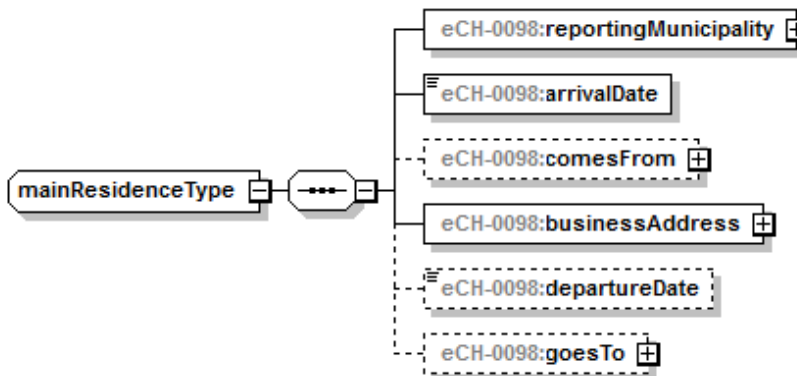 eCH-0098:reportingMunicipality
eCH-0098:arrivalDate
eCH-0098:comesFrom
mainResidenceType
eCH-0098:businessAddress
eCH-0098:departureDate
eCH-0098:goesTo